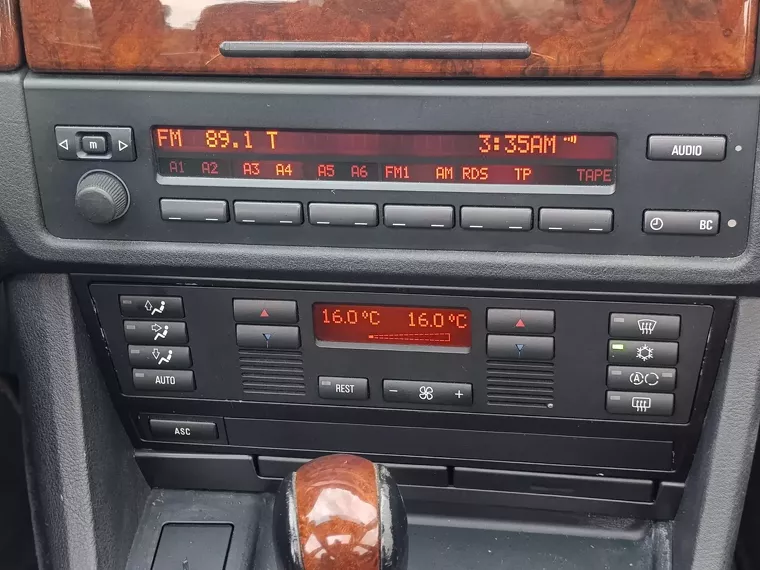 FM 89.1 T 3:35AM
A1 A2 A3 A4 A5 A6 FM1 AM RDS TP TAPE
m
AUDIO
BC
16.0°C 16.0°C
AUTO
REST
− +
A
ASC